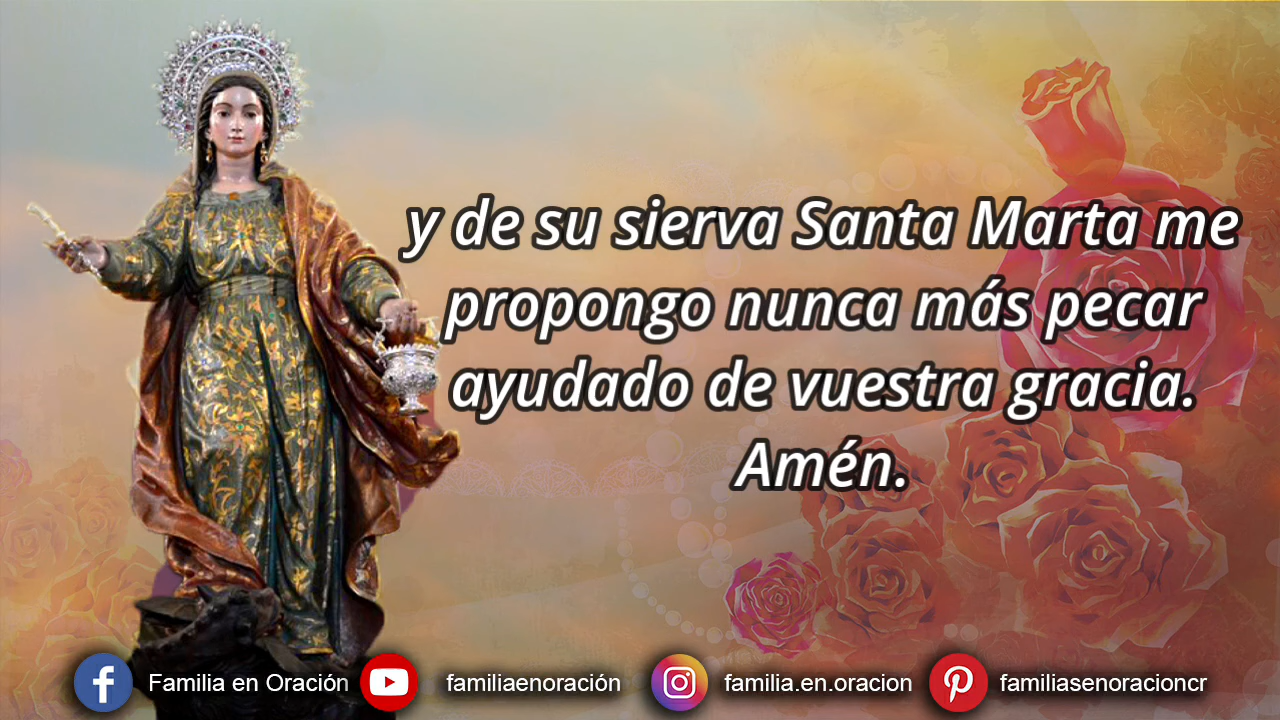 y de su sierva Santa Marta me
propongo nunca más pecar
ayudado de vuestra gracia.
Amén.
Familia en Oración familiaenoración familia.en.oracion familiasenoracioncr